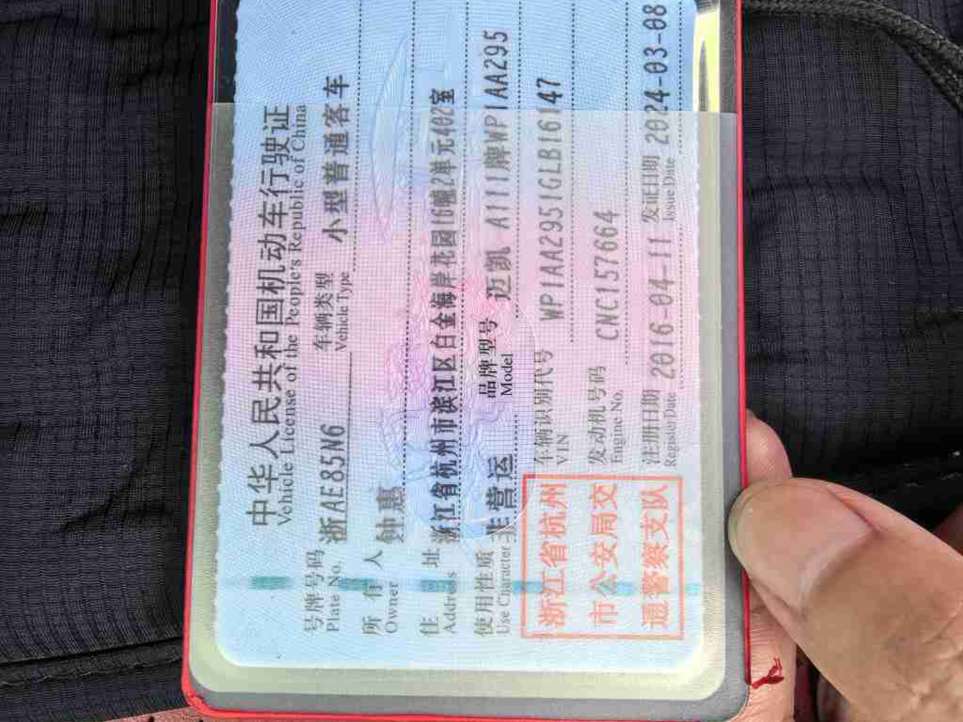 中华人民共和国机动车行驶证
Vehicle License of the People's Republic of China
号牌号码 浙AE85N6 车辆类型 小型普通客车
Plate No. Vehicle Type
所有人 钟惠
Owner
住址 浙江省杭州市滨江区白金海岸花园16幢2单元402室
Address
使用性质 非营运 品牌型号 迈凯 A111牌WP1AA295
Use Character Model
浙江省杭州
市公安局交
通警察支队
车辆识别代号 WP1AA2951GLB16147
VIN
发动机号码 CNC157664
Engine No.
注册日期 2016-04-11 发证日期 2024-03-08
Register Date Issue Date